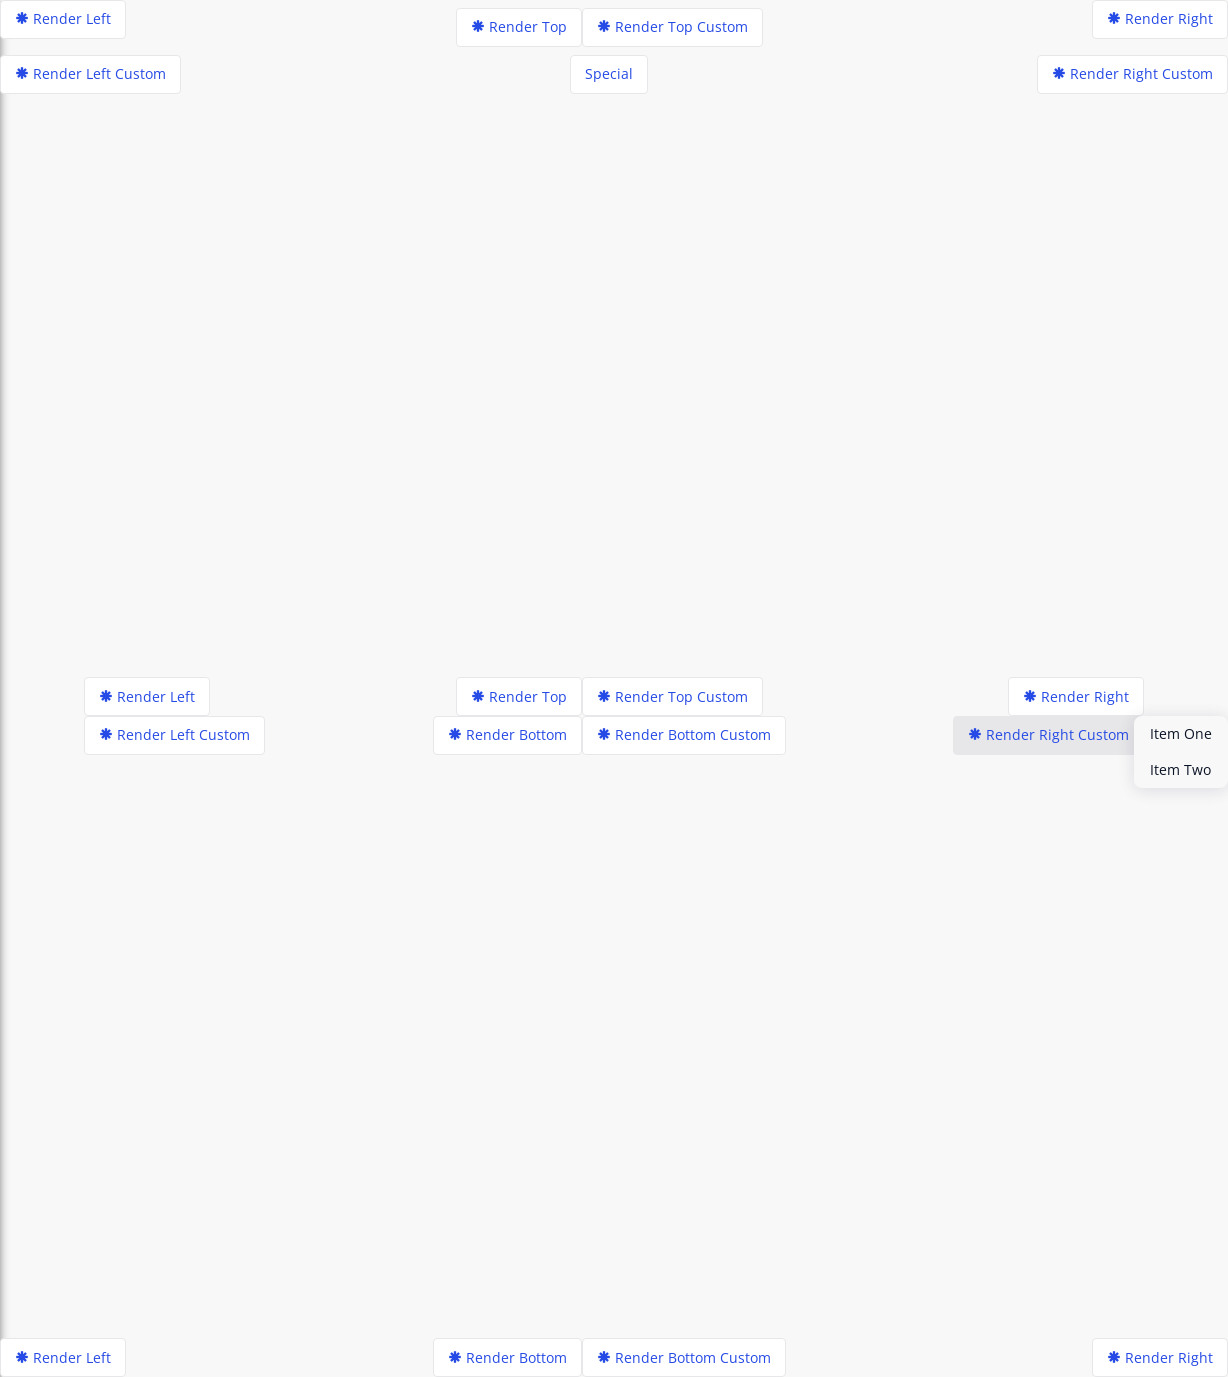 Render Left
Render Top
Render Top Custom
Render Right
Render Left Custom
Special
Render Right Custom
Render Left
Render Top
Render Top Custom
Render Right
Render Left Custom
Render Bottom
Render Bottom Custom
Render Right Custom
Item One
Item Two
Render Left
Render Bottom
Render Bottom Custom
Render Right